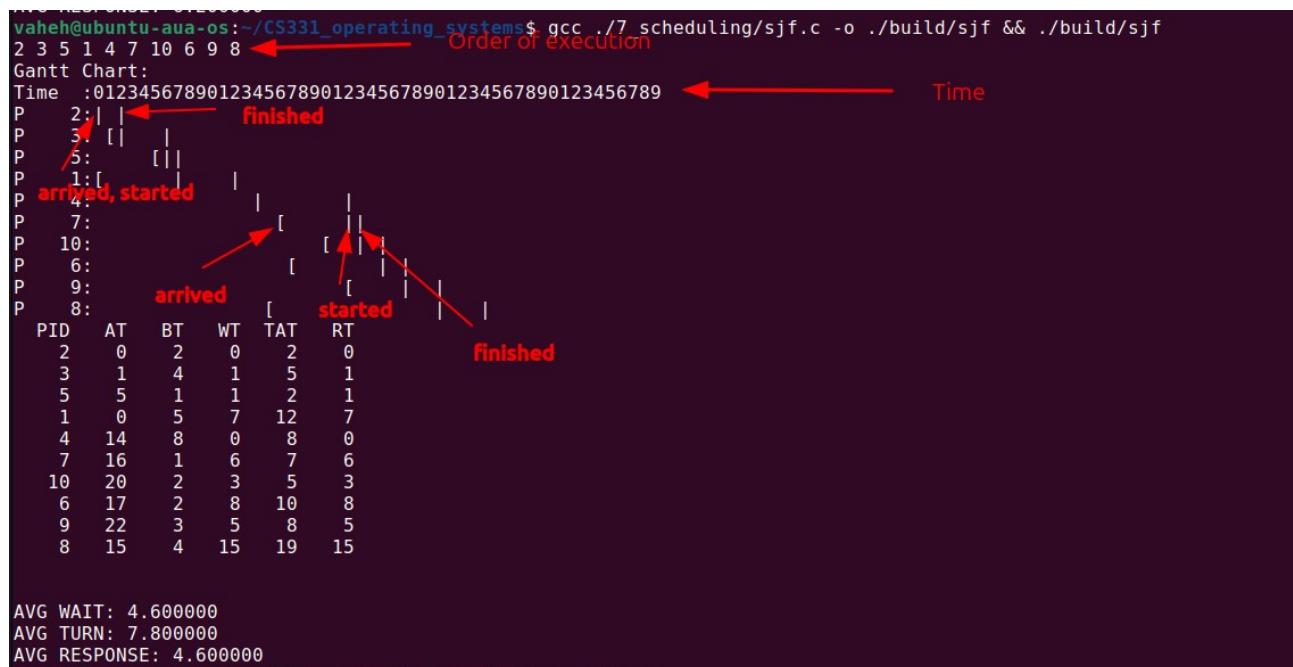 AVG RESPONSE: 6.200000
vaheh@ubuntu-aua-os:~/CS331_operating_systems$ gcc ./7_scheduling/sjf.c -o ./build/sjf && ./build/sjf
2 3 5 1 4 7 10 6 9 8 Order of execution
Gantt Chart:
Time  :01234567890123456789012345678901234567890123456789 Time
P     2:| | finished
P     3: [|   |
P     5:     [||
P     1:[      |    |
arrived, started
P     4:              |       |
P     7:                [     ||
P    10:                    [  | |
P     6:                 [       | |
P     9:                      [    |  |
arrived
P     8:               [              |   |
started
PID AT BT WT TAT RT
2 0 2 0 2 0
finished
3 1 4 1 5 1
5 5 1 1 2 1
1 0 5 7 12 7
4 14 8 0 8 0
7 16 1 6 7 6
10 20 2 3 5 3
6 17 2 8 10 8
9 22 3 5 8 5
8 15 4 15 19 15
AVG WAIT: 4.600000
AVG TURN: 7.800000
AVG RESPONSE: 4.600000